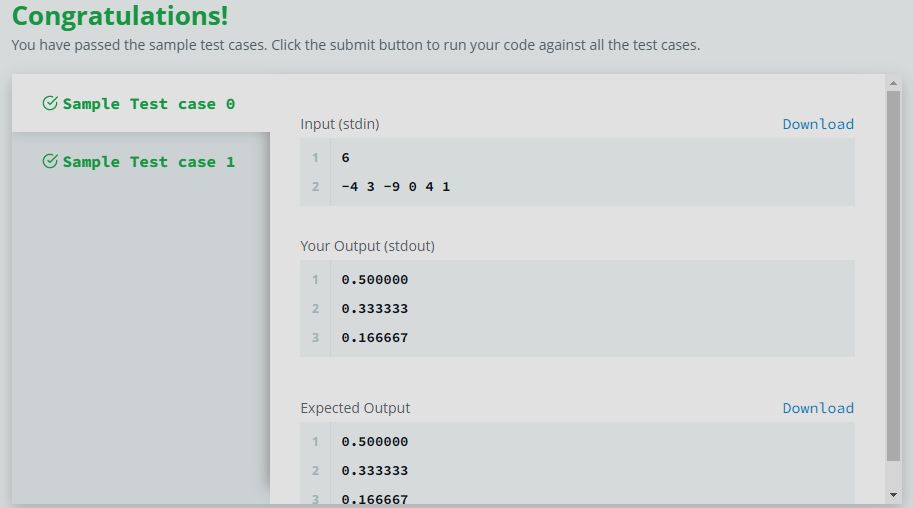 Congratulations!
You have passed the sample test cases. Click the submit button to run your code against all the test cases.
Sample Test case 0
Sample Test case 1
Input (stdin)
Download
1 6
2 -4 3 -9 0 4 1
Your Output (stdout)
1 0.500000
2 0.333333
3 0.166667
Expected Output
Download
1 0.500000
2 0.333333
3 0.166667